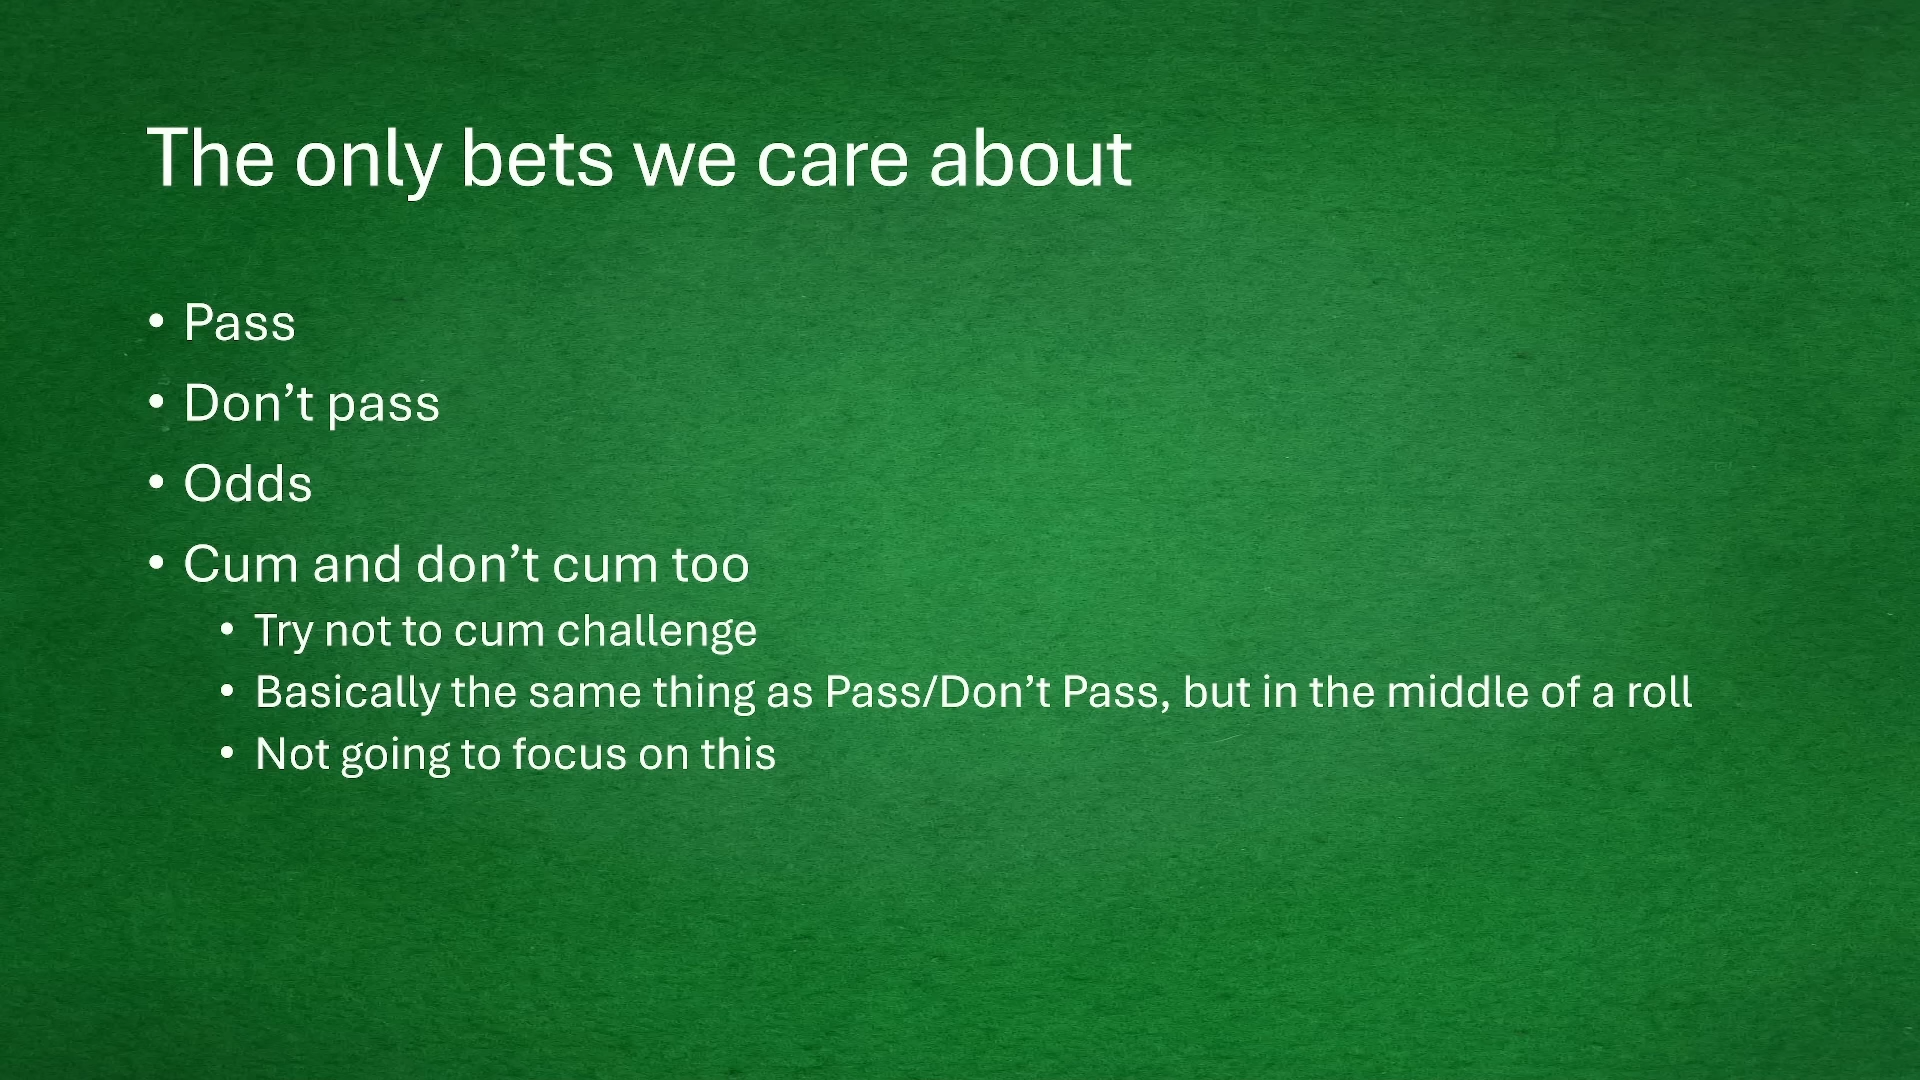 The only bets we care about
• Pass
• Don’t pass
• Odds
• Cum and don’t cum too
• Try not to cum challenge
• Basically the same thing as Pass/Don’t Pass, but in the middle of a roll
• Not going to focus on this